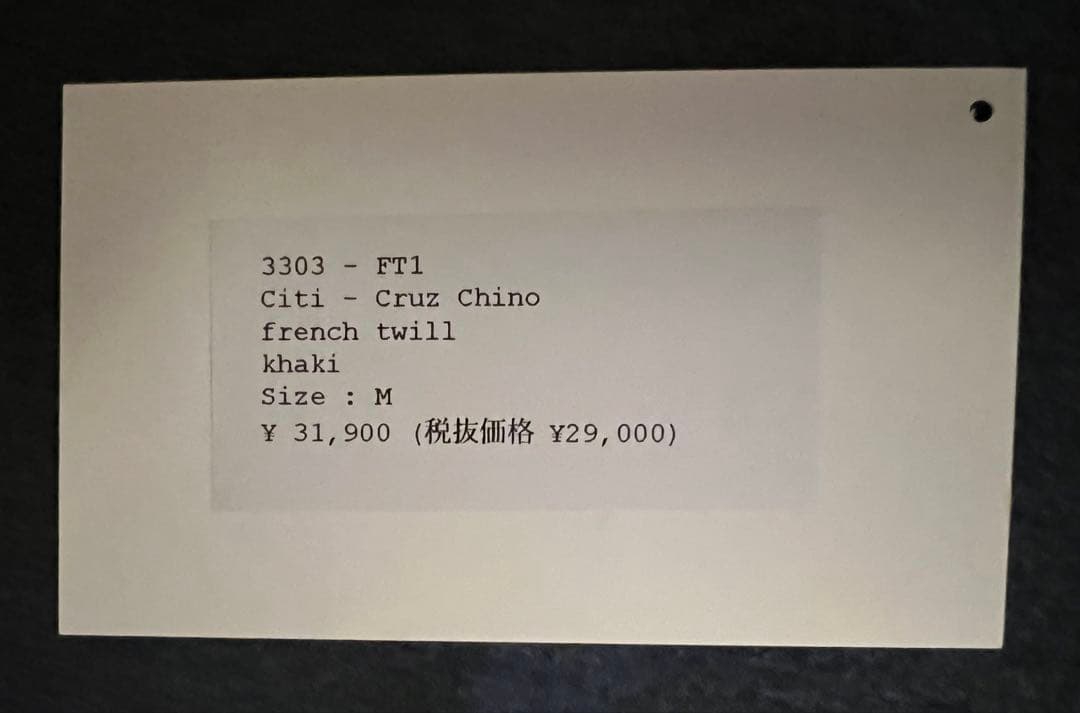 3303 - FT1
Citi - Cruz Chino
french twill
khaki
Size : M
¥ 31,900 (税抜価格 ¥29,000)